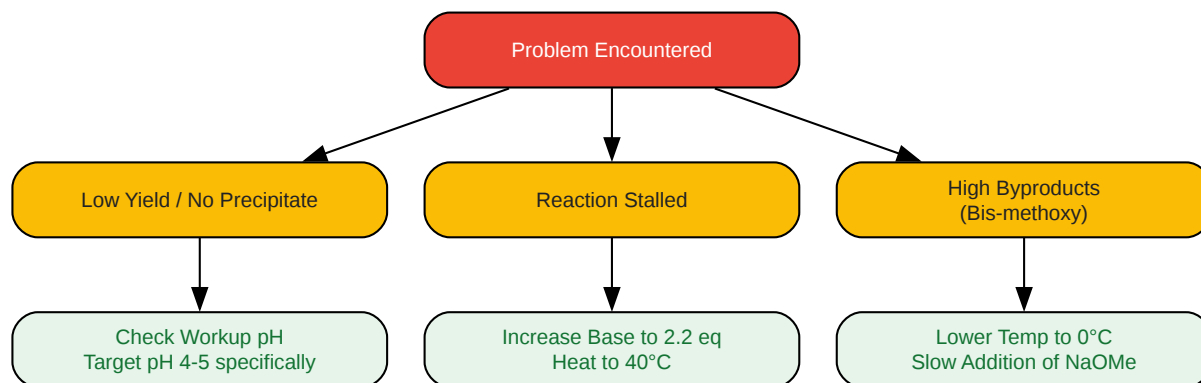 Problem Encountered
Low Yield / No Precipitate
Reaction Stalled
High Byproducts
(Bis-methoxy)
Check Workup pH
Target pH 4-5 specifically
Increase Base to 2.2 eq
Heat to 40°C
Lower Temp to 0°C
Slow Addition of NaOMe